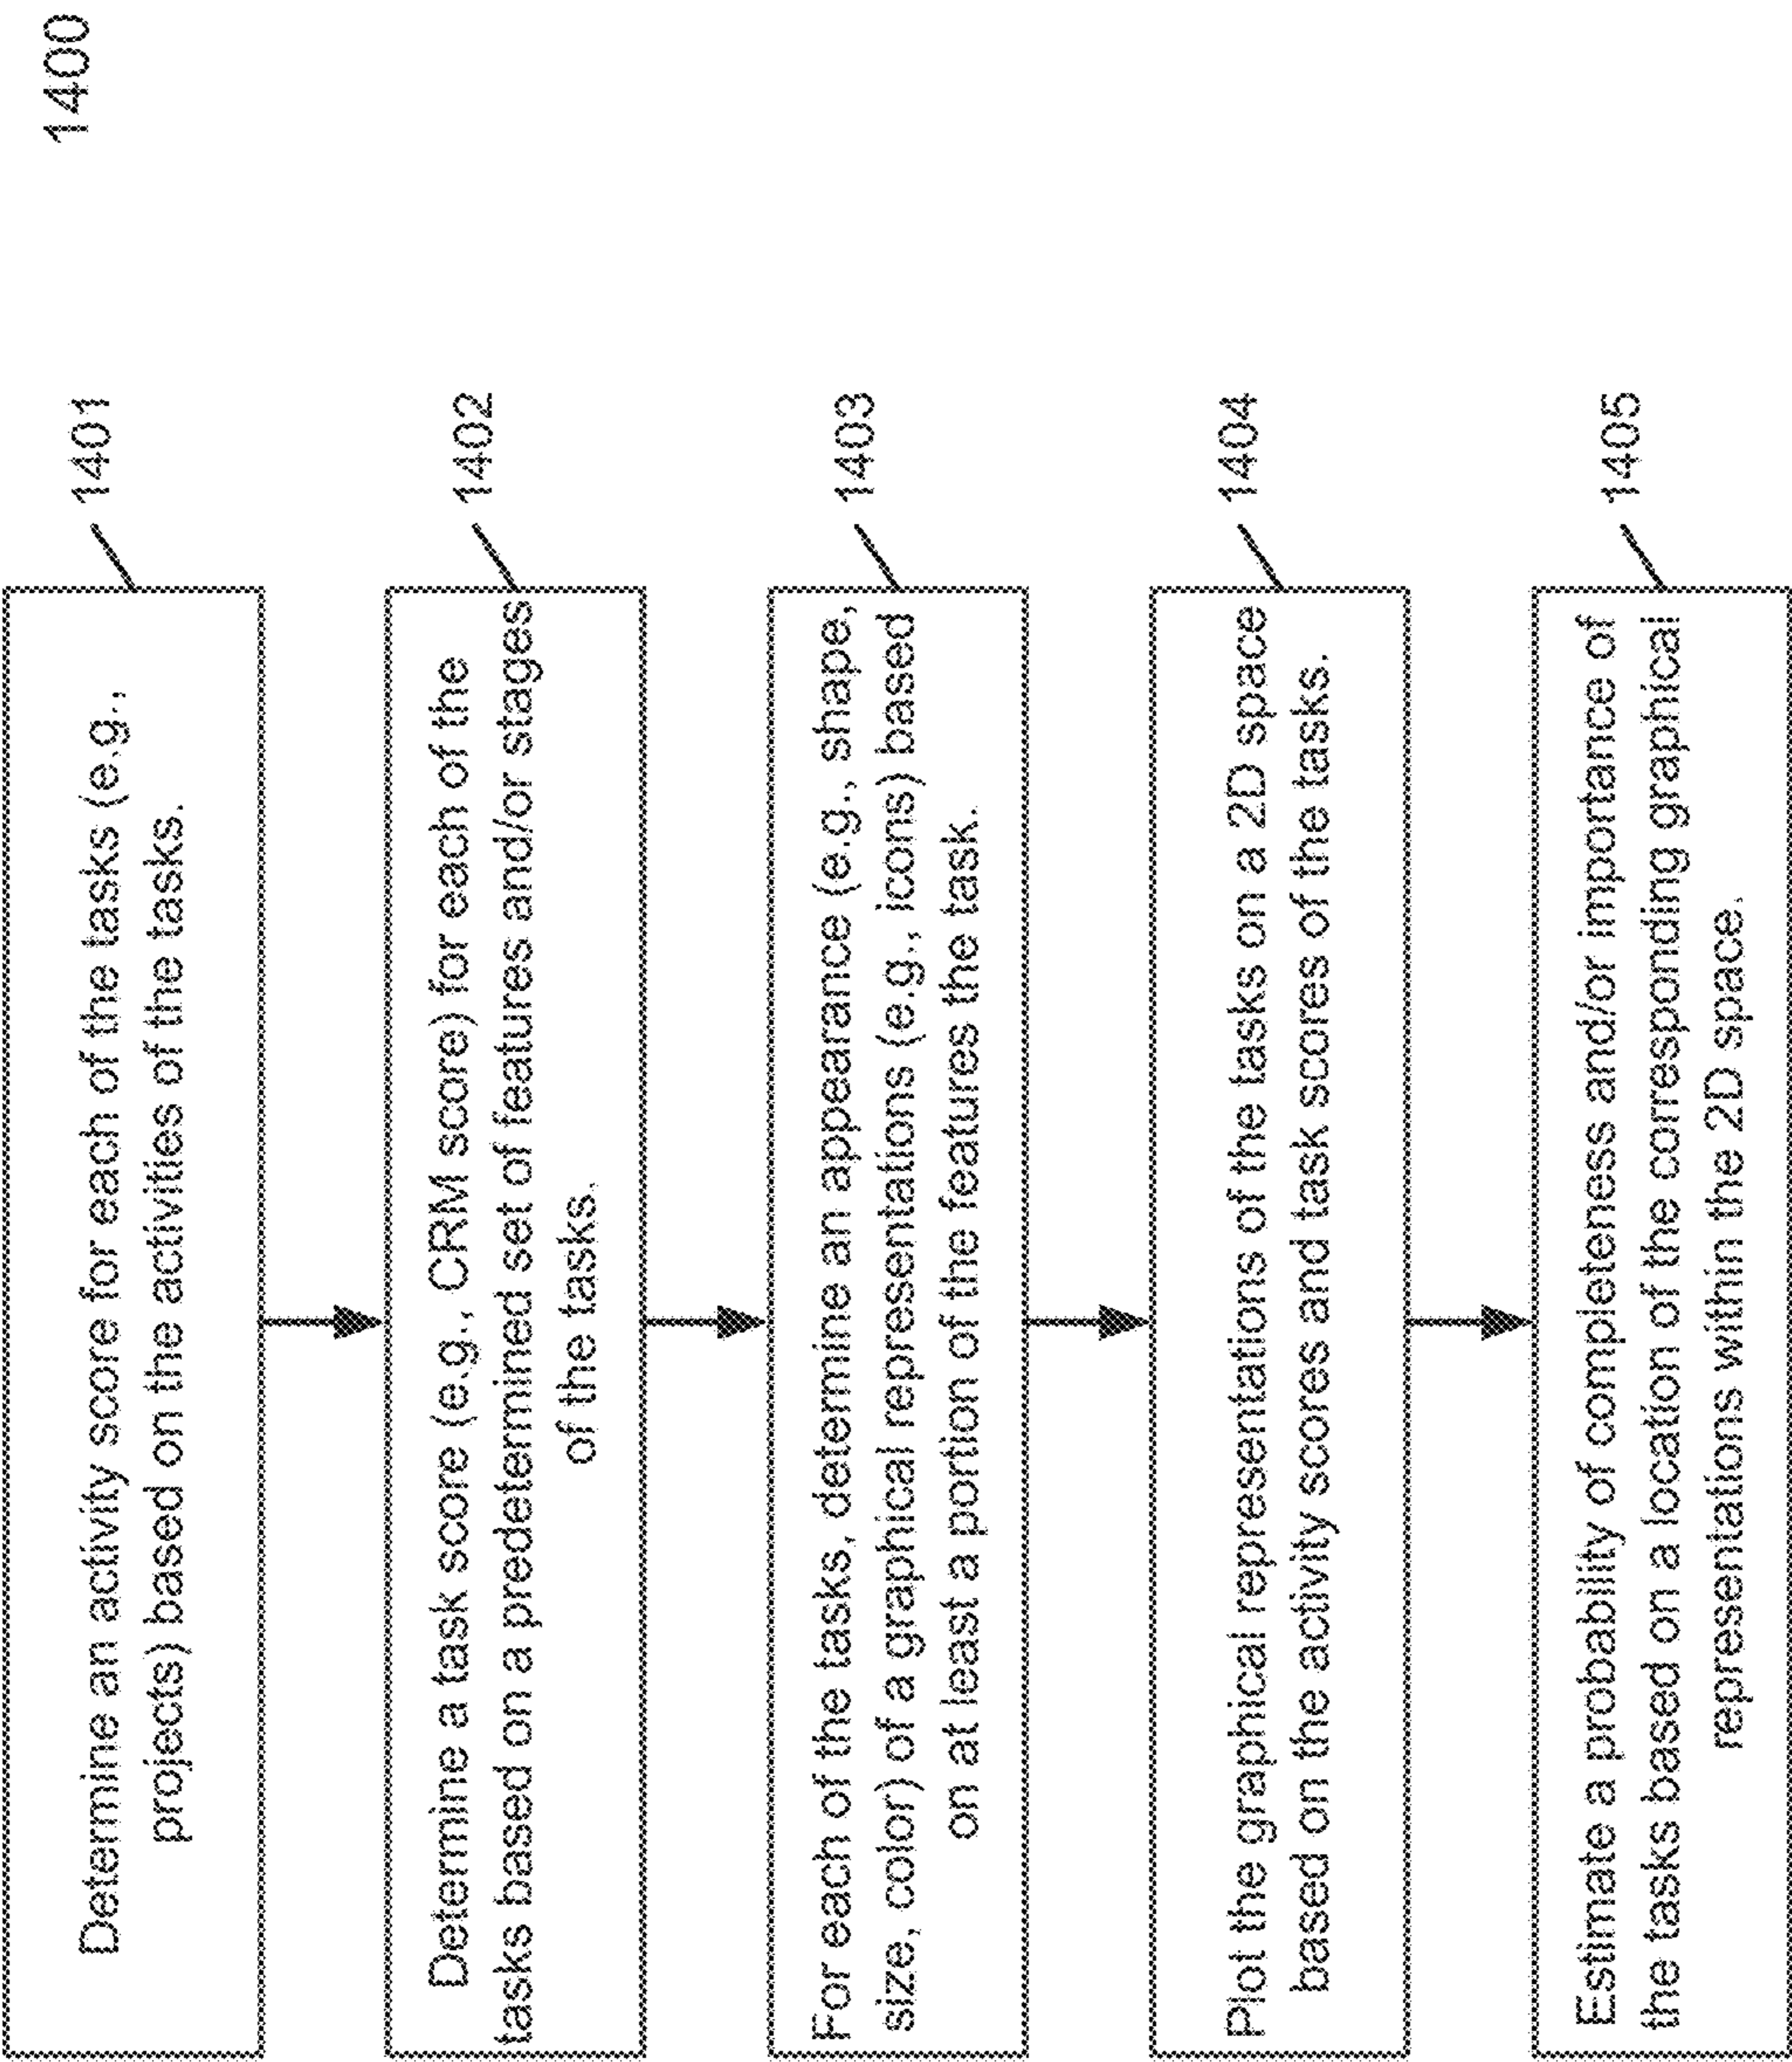 1400
Determine an activity score for each of the tasks (e.g.,
projects) based on the activities of the tasks.
1401
Determine a task score (e.g., CRM score) for each of the
tasks based on a predetermined set of features and/or stages
of the tasks.
1402
For each of the tasks, determine an appearance (e.g., shape,
size, color) of a graphical representations (e.g., icons) based
on at least a portion of the features the task.
1403
Plot the graphical representations of the tasks on a 2D space
based on the activity scores and task scores of the tasks.
1404
Estimate a probability of completeness and/or importance of
the tasks based on a location of the corresponding graphical
representations within the 2D space.
1405